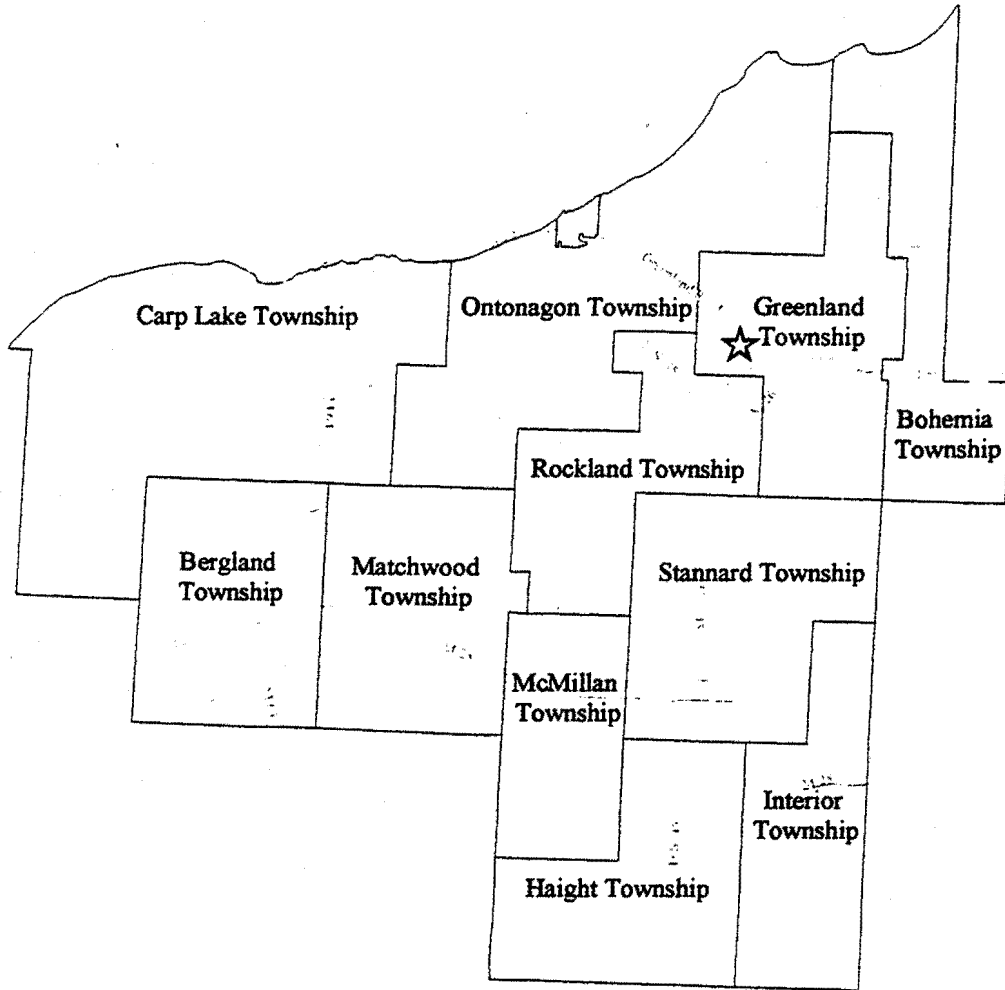 Carp Lake Township
Ontonagon Township
Greenland
Township
Bohemia
Township
Rockland Township
Bergland
Township
Matchwood
Township
Stannard Township
McMillan
Township
Interior
Township
Haight Township